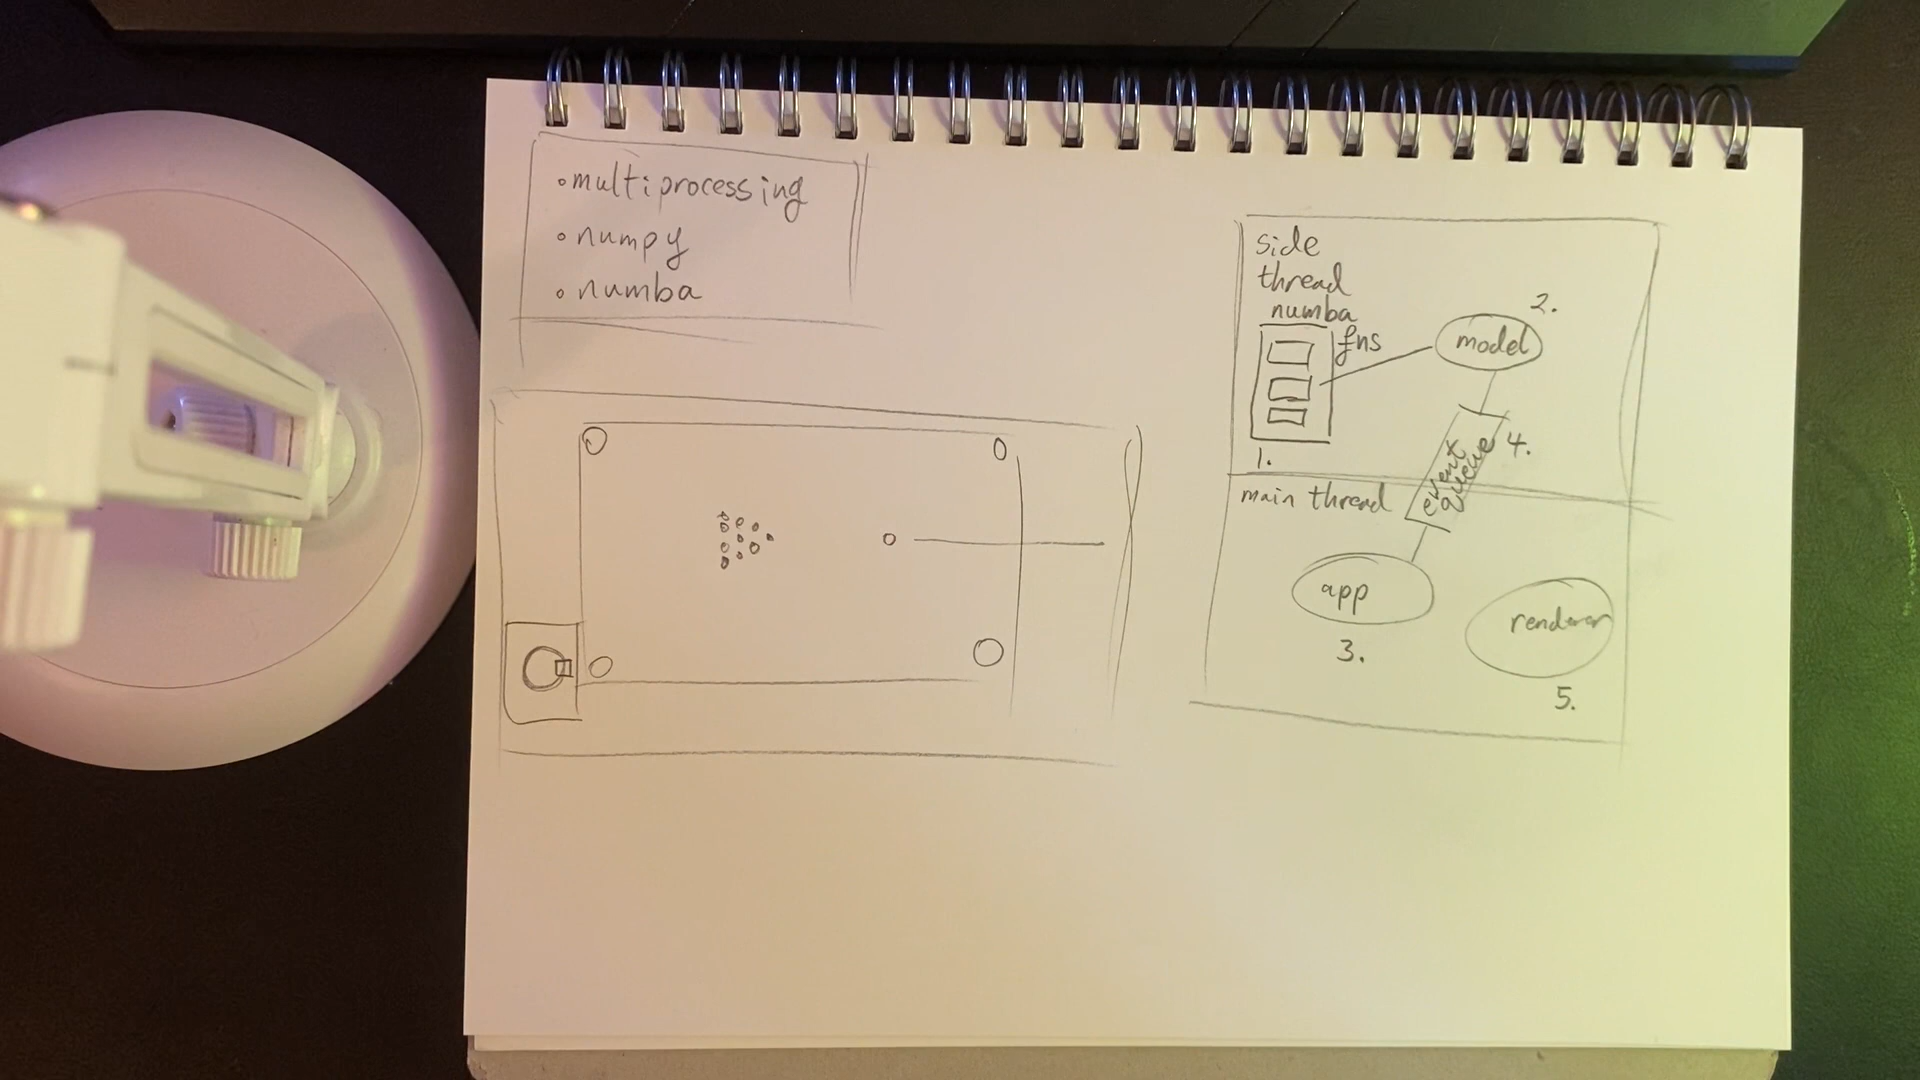 multiprocessing
numpy
numba
side
thread
numba
fns
1.
2.
model
event
queue
4.
main thread
app
3.
renderer
5.